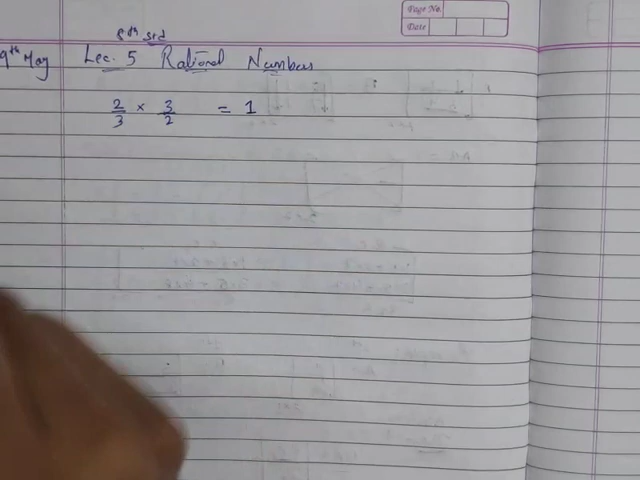 Page No.
Date
8th std
9th May Lec. 5 Rational Numbers
2/3 × 3/2 = 1